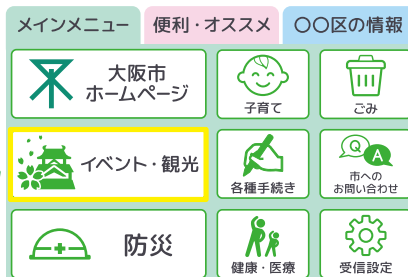 メインメニュー
便利・オススメ
〇〇区の情報
大阪市
ホームページ
子育て
ごみ
イベント・観光
各種手続き
Q
A
市への
お問い合わせ
防災
健康・医療
受信設定